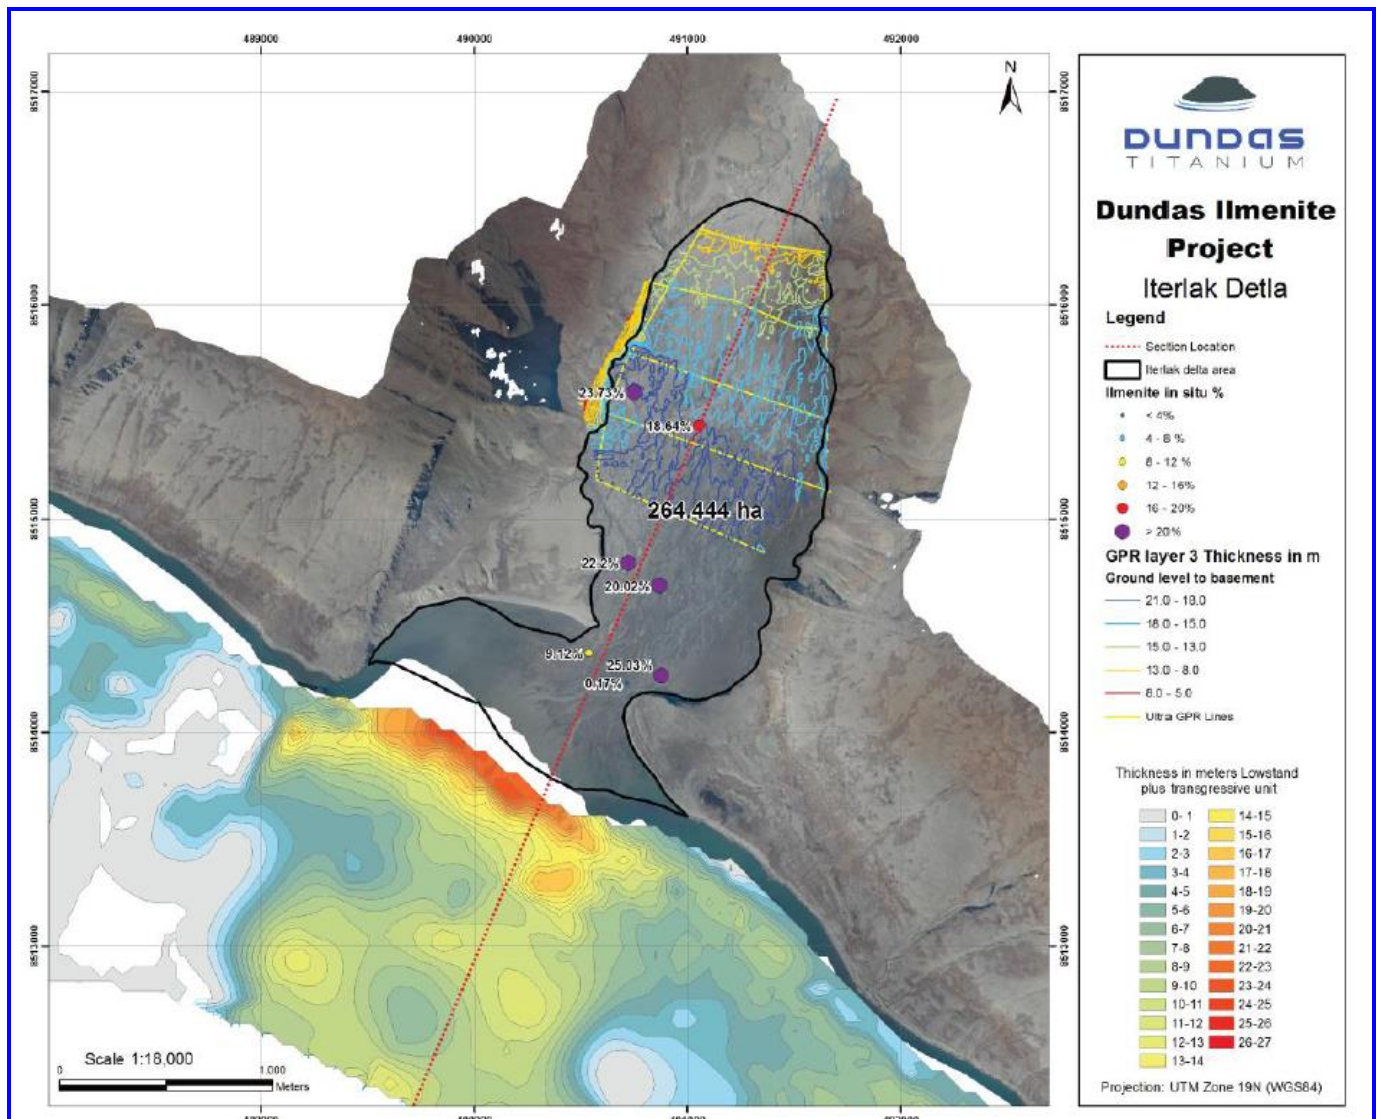 489000 490000 491000 492000
8517000 8517000
8516000 8516000
8515000 8515000
8514000 8514000
8513000 8513000
N
23.73%
18.64%
264,444 ha
22.2%
20.02%
9.12%
25.03%
0.17%
Scale 1:18,000
0 1,000
Meters
DUNDAS
TITANIUM
Dundas Ilmenite
Project
Iterlak Detla
Legend
Section Location
Iterlak delta area
Ilmenite in situ %
< 4%
4 - 8 %
8 - 12 %
12 - 16%
16 - 20%
> 20%
GPR layer 3 Thickness in m
Ground level to basement
21.0 - 18.0
18.0 - 15.0
15.0 - 13.0
13.0 - 8.0
8.0 - 5.0
Ultra GPR Lines
Thickness in meters Lowstand
plus transgressive unit
0- 1 14-15
1-2 15-16
2-3 16-17
3-4 17-18
4-5 18-19
5-6 19-20
6-7 20-21
7-8 21-22
8-9 22-23
9-10 23-24
10-11 24-25
11-12 25-26
12-13 26-27
13-14
Projection: UTM Zone 19N (WGS84)